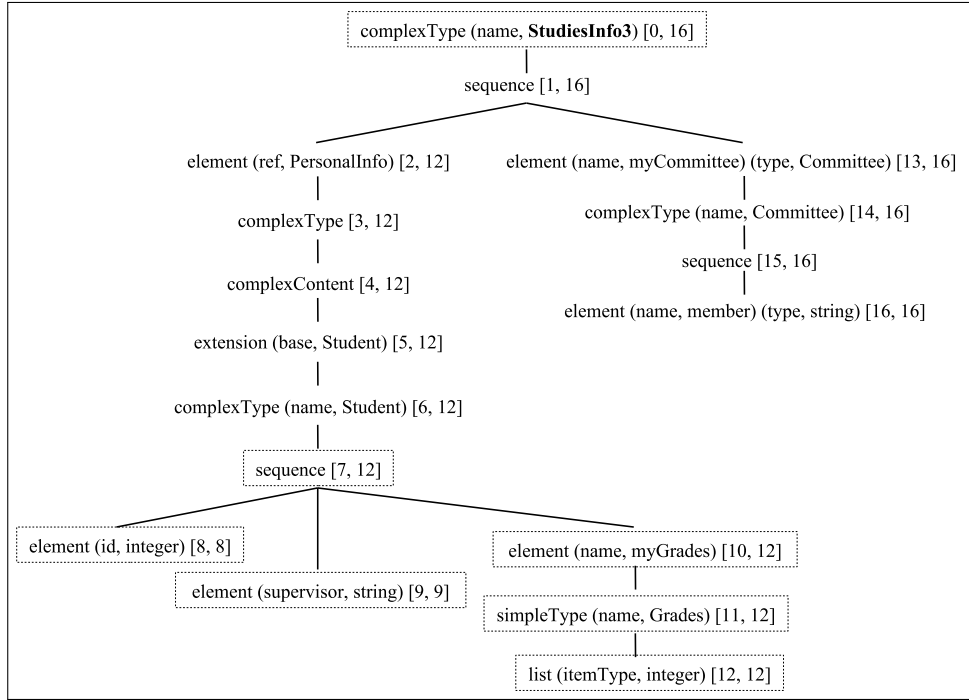 complexType (name, StudiesInfo3) [0, 16]
sequence [1, 16]
element (ref, PersonalInfo) [2, 12]
element (name, myCommittee) (type, Committee) [13, 16]
complexType [3, 12]
complexType (name, Committee) [14, 16]
complexContent [4, 12]
sequence [15, 16]
element (name, member) (type, string) [16, 16]
extension (base, Student) [5, 12]
complexType (name, Student) [6, 12]
sequence [7, 12]
element (id, integer) [8, 8]
element (name, myGrades) [10, 12]
element (supervisor, string) [9, 9]
simpleType (name, Grades) [11, 12]
list (itemType, integer) [12, 12]